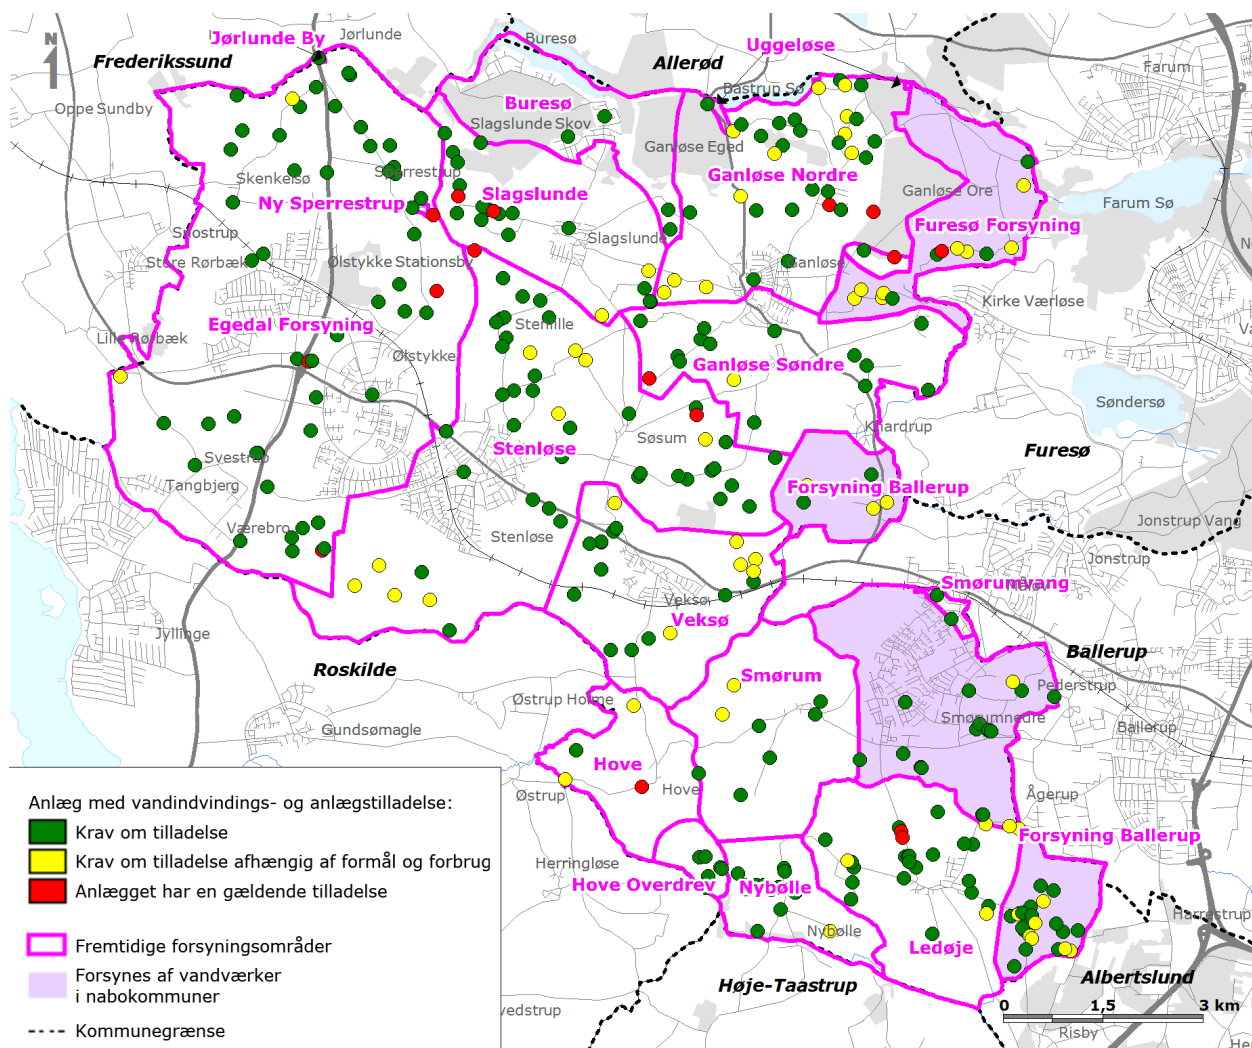 N
Jørlunde By
Jørlunde
Frederikssund
Buresø
Allerød
Uggeløse
Farum
Oppe Sundby
Buresø
Bastrup Sø
Slagslunde Skov
Ganløse Eged
Skenkelsø
Sperrestrup
Ganløse Nordre
Ny Sperrestrup
Slagslunde
Ganløse Ore
Farum Sø
Furesø Forsyning
Snostrup
Slagslunde
Store Rørbæk
Ølstykke Stationsby
Ganløse
Kirke Værløse
Egedal Forsyning
Stenlille
Lille Rørbæk
Ølstykke
Ganløse Søndre
Søndersø
Knardrup
Søsum
Stenløse
Furesø
Svestrup
Tangbjerg
Forsyning Ballerup
Værebro
Stenløse
Jonstrup Vang
Jonstrup
Smørumvang
Måløv
Veksø
Veksø
Jyllinge
Roskilde
Smørum
Ballerup
Pederstrup
Østrup Holme
Smørumnedre
Gundsømagle
Ballerup
Hove
Hove
Østrup
Ågerup
Forsyning Ballerup
Herringløse
Hove Overdrev
Nybølle
Harrestrup
Nybølle
Ledøje
Høje-Taastrup
Albertslund
vedstrup
Risby
Anlæg med vandindvindings- og anlægstilladelse:
Krav om tilladelse
Krav om tilladelse afhængig af formål og forbrug
Anlægget har en gældende tilladelse
Fremtidige forsyningsområder
Forsynes af vandværker
i nabokommuner
Kommunegrænse
0 1,5 3 km